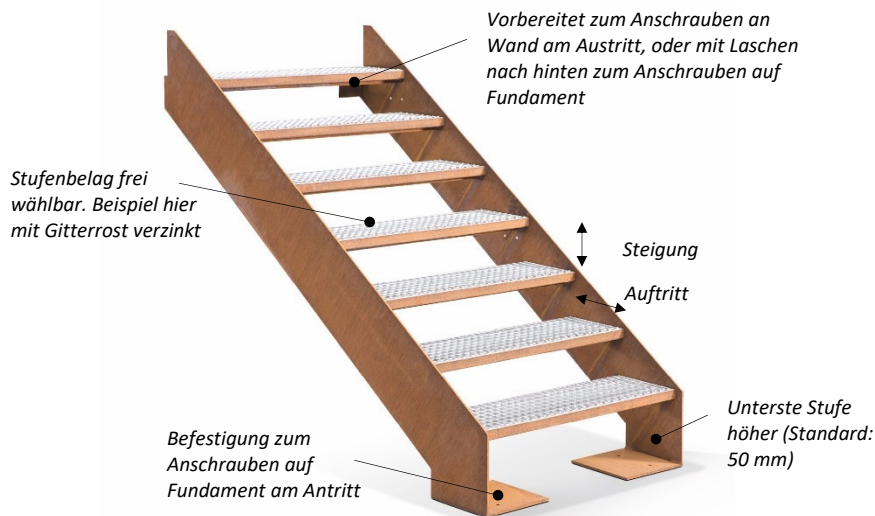 Vorbereitet zum Anschrauben an
Wand am Austritt, oder mit Laschen
nach hinten zum Anschrauben auf
Fundament
Stufenbelag frei
wählbar. Beispiel hier
mit Gitterrost verzinkt
Steigung
Auftritt
Unterste Stufe
höher (Standard:
50 mm)
Befestigung zum
Anschrauben auf
Fundament am Antritt